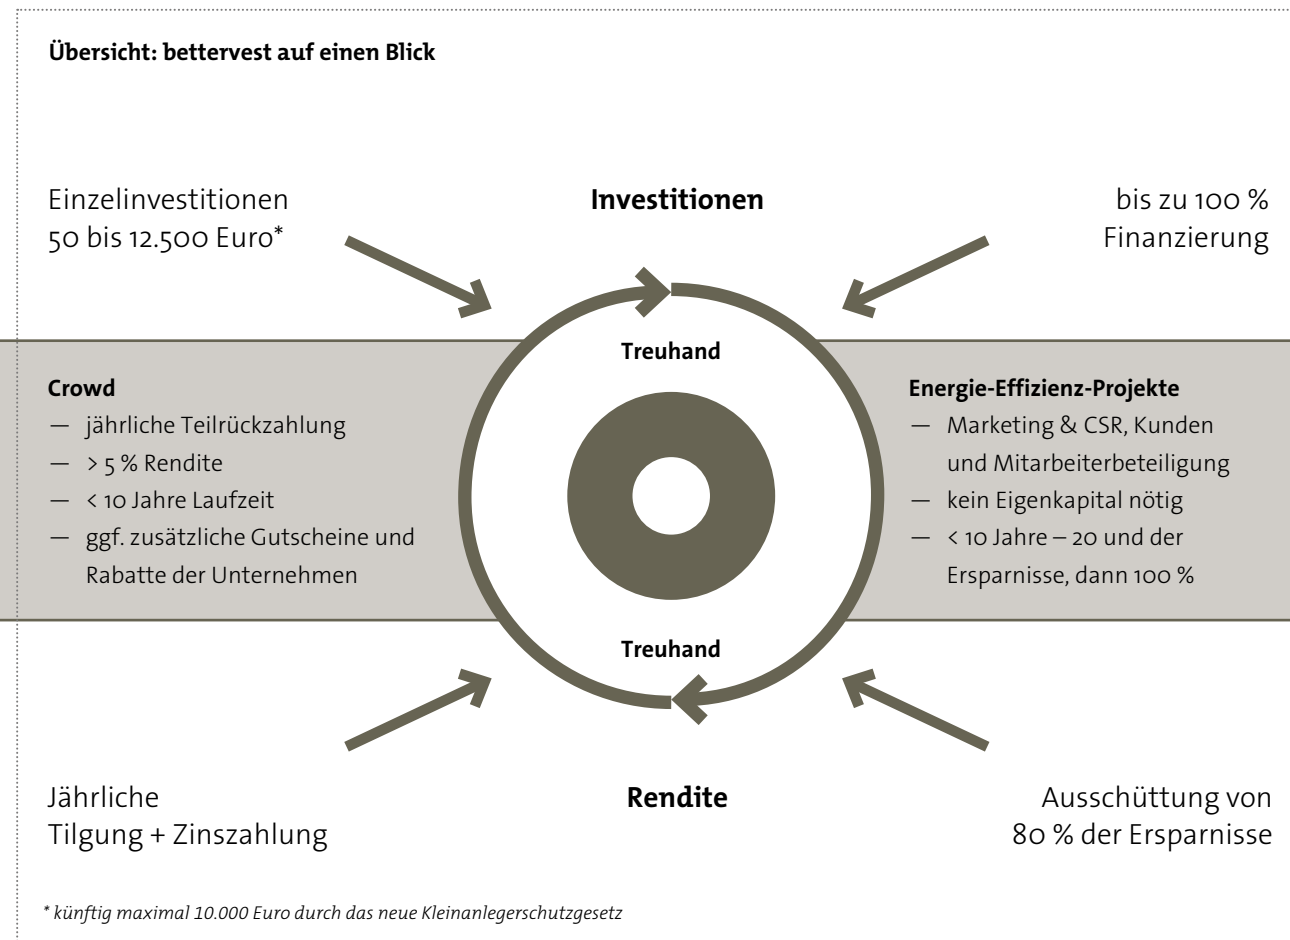 Übersicht: bettervest auf einen Blick
Einzelinvestitionen
50 bis 12.500 Euro*
Investitionen
bis zu 100 %
Finanzierung
Treuhand
Crowd
— jährliche Teilrückzahlung
— > 5 % Rendite
— < 10 Jahre Laufzeit
— ggf. zusätzliche Gutscheine und
Rabatte der Unternehmen
Energie-Effizienz-Projekte
— Marketing & CSR, Kunden
und Mitarbeiterbeteiligung
— kein Eigenkapital nötig
— < 10 Jahre – 20 und der
Ersparnisse, dann 100 %
Treuhand
Jährliche
Tilgung + Zinszahlung
Rendite
Ausschüttung von
80 % der Ersparnisse
* künftig maximal 10.000 Euro durch das neue Kleinanlegerschutzgesetz